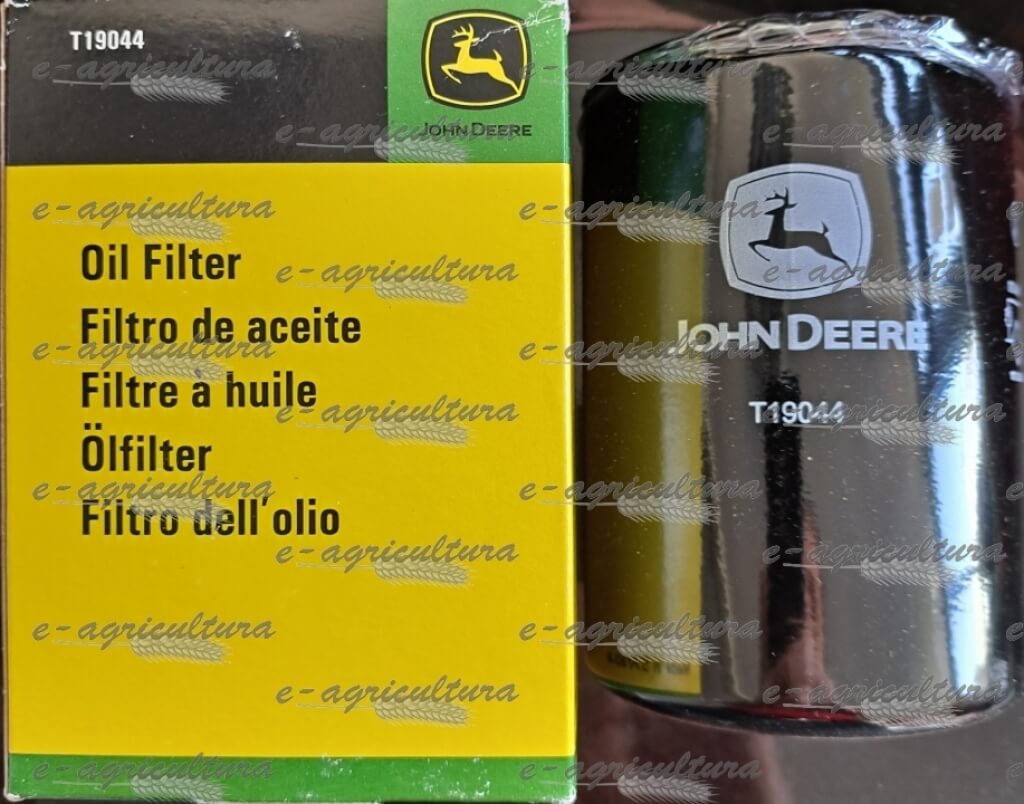 T19044
JOHN DEERE
Oil Filter
Filtro de aceite
Filtre à huile
Ölfilter
Filtro dell'olio
JOHN DEERE
T19044
e-agricultura